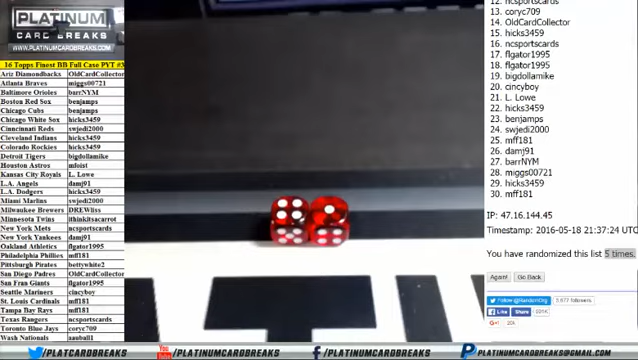 PLATINUM
CARD BREAKS
WWW.PLATINUMCARDBREAKS.COM
16 Topps Finest BB Full Case PYT #3
Ariz Diamondbacks OldCardCollector
Atlanta Braves miggs00721
Baltimore Orioles barrNYM
Boston Red Sox benjamps
Chicago Cubs benjamps
Chicago White Sox hicks3459
Cinncinnati Reds swjedi2000
Cleveland Indians hicks3459
Colorado Rockies hicks3459
Detroit Tigers bigdollamike
Houston Astros mfoist
Kansas City Royals L. Lowe
L.A. Angels damj91
L.A. Dodgers hicks3459
Miami Marlins swjedi2000
Milwaukee Brewers DREWliss
Minnesota Twins ithinkitsacarrot
New York Mets ncsportscards
New York Yankees damj91
Oakland Athletics flgator1995
Philadelphia Phillies mff181
Pittsburgh Pirates bettywhite2
San Diego Padres OldCardCollector
San Fran Giants flgator1995
Seattle Mariners cincyboy
St. Louis Cardinals mff181
Tampa Bay Rays mff181
Texas Rangers ncsportscards
Toronto Blue Jays coryc709
Wash Nationals
12. ncsportscards
13. coryc709
14. OldCardCollector
15. hicks3459
16. ncsportscards
17. flgator1995
18. flgator1995
19. bigdollamike
20. cincyboy
21. L. Lowe
22. hicks3459
23. benjamps
24. swjedi2000
25. mff181
26. damj91
27. barrNYM
28. miggs00721
29. hicks3459
30. mff181
IP: 47.16.144.45
Timestamp: 2016-05-18 21:37:24 UTC
You have randomized this list 5 times.
Again! Go Back
Follow @RandomOrg
followers
Like Share
/PLATCARDBREAKS
/PLATINUMCARDBREAKS
/PLATINUMCARDBREAKS
/PLATINUMCARDBREAKS@